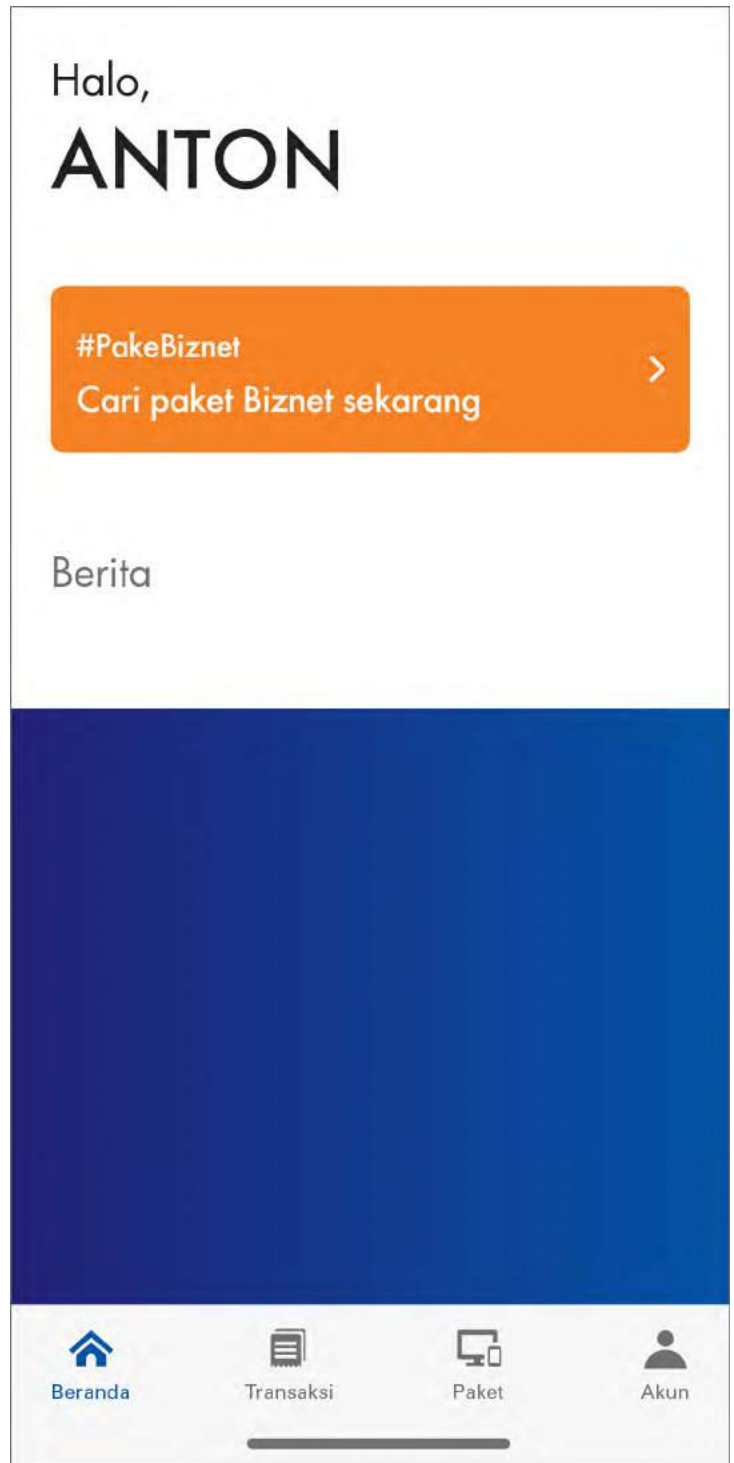 Halo,
ANTON
#PakeBiznet
Cari paket Biznet sekarang
Berita
Beranda
Transaksi
Paket
Akun